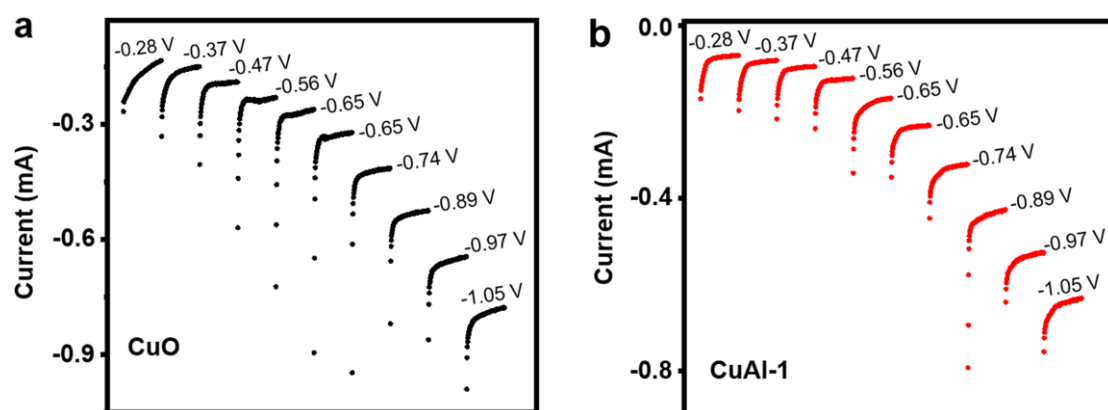 a
-0.28 V
-0.37 V
-0.47 V
-0.56 V
-0.65 V
-0.65 V
-0.74 V
-0.89 V
-0.97 V
-1.05 V
-0.3
-0.6
-0.9
Current (mA)
CuO
b
0.0
-0.28 V
-0.37 V
-0.47 V
-0.56 V
-0.65 V
-0.65 V
-0.74 V
-0.89 V
-0.97 V
-1.05 V
-0.4
-0.8
Current (mA)
CuAl-1